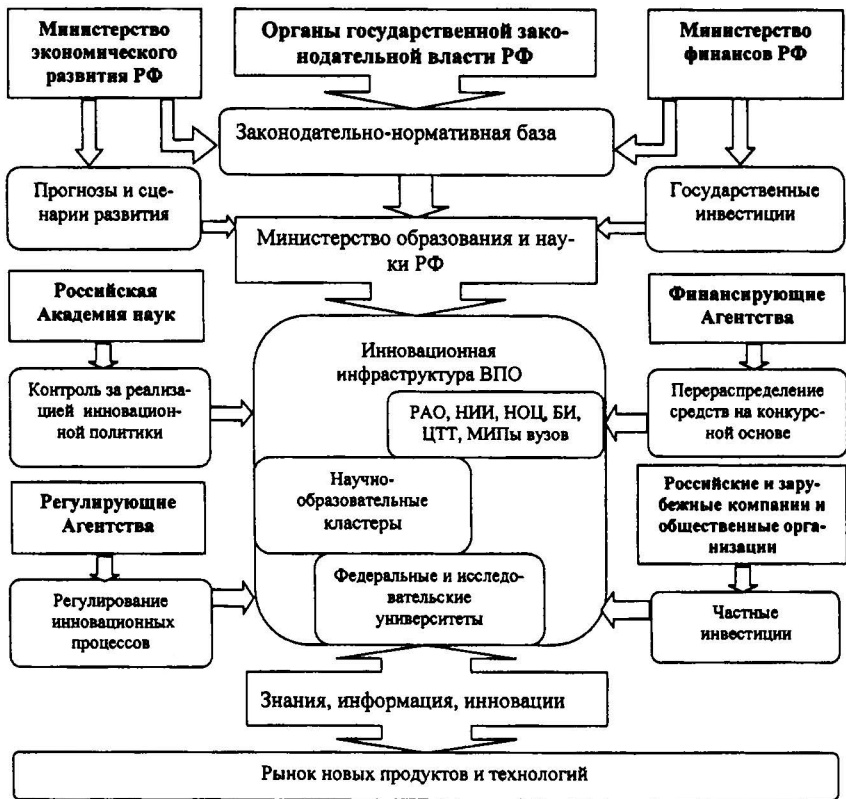 Министерство
экономического
развития РФ
Органы государственной зако-
нодательной власти РФ
Министерство
финансов РФ
Законодательно-нормативная база
Прогнозы и сце-
нарии развития
Государственные
инвестиции
Министерство образования и нау-
ки РФ
Российская
Академия наук
Финансирующие
Агентства
Инновационная
инфраструктура ВПО
Контроль за реализа-
цией инновацион-
ной политики
РАО, НИИ, НОЦ, БИ,
ЦТТ, МИПы вузов
Перераспределение
средств на конкурс-
ной основе
Научно-
образовательные
кластеры
Регулирующие
Агентства
Российские и зару-
бежные компании и
общественные орга-
низации
Федеральные и исследо-
вательские
университеты
Регулирование
инновационных
процессов
Частные
инвестиции
Знания, информация, инновации
Рынок новых продуктов и технологий